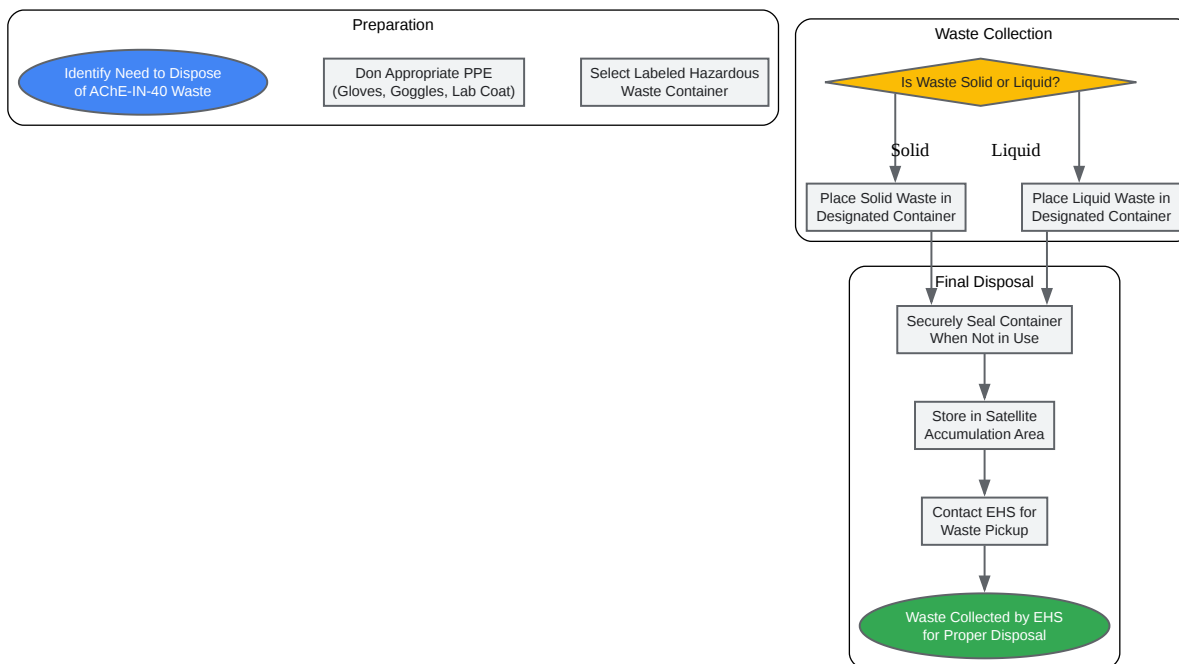 Preparation
Identify Need to Dispose
of AChE-IN-40 Waste
Don Appropriate PPE
(Gloves, Goggles, Lab Coat)
Select Labeled Hazardous
Waste Container
Waste Collection
Is Waste Solid or Liquid?
Solid
Liquid
Place Solid Waste in
Designated Container
Place Liquid Waste in
Designated Container
Final Disposal
Securely Seal Container
When Not in Use
Store in Satellite
Accumulation Area
Contact EHS for
Waste Pickup
Waste Collected by EHS
for Proper Disposal